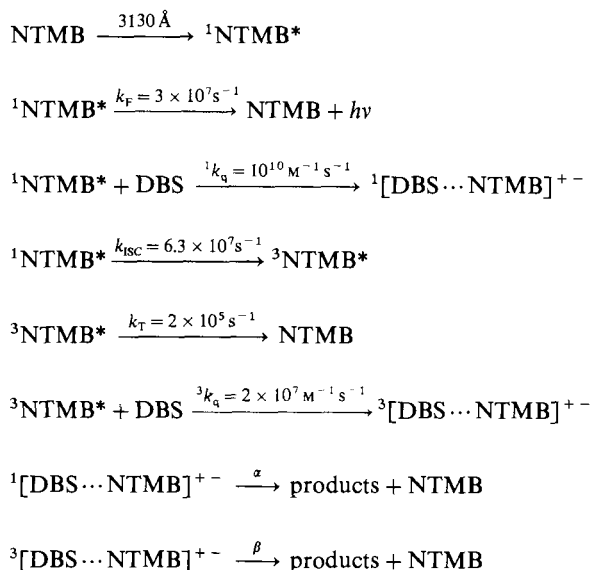 NTMB 3130 Å → ¹NTMB*
¹NTMB* k_F = 3 × 10⁷ s⁻¹ → NTMB + hν
¹NTMB* + DBS ¹k_q = 10¹⁰ M⁻¹ s⁻¹ → ¹[DBS⋯NTMB]⁺⁻
¹NTMB* k_ISC = 6.3 × 10⁷ s⁻¹ → ³NTMB*
³NTMB* k_T = 2 × 10⁵ s⁻¹ → NTMB
³NTMB* + DBS ³k_q = 2 × 10⁷ M⁻¹ s⁻¹ → ³[DBS⋯NTMB]⁺⁻
¹[DBS⋯NTMB]⁺⁻ α → products + NTMB
³[DBS⋯NTMB]⁺⁻ β → products + NTMB